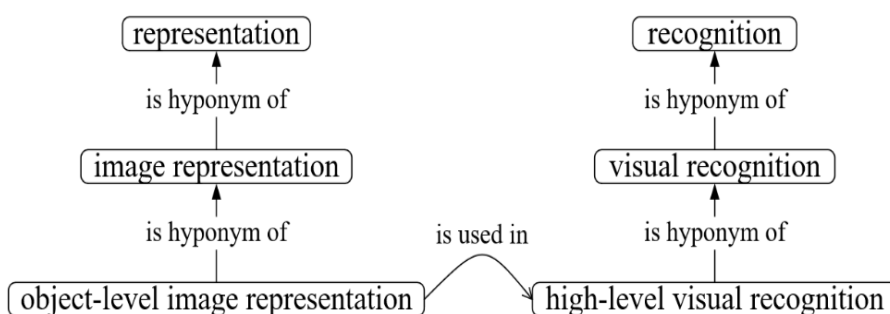 representation
recognition
is hyponym of
is hyponym of
image representation
visual recognition
is hyponym of
is used in
is hyponym of
object-level image representation
high-level visual recognition